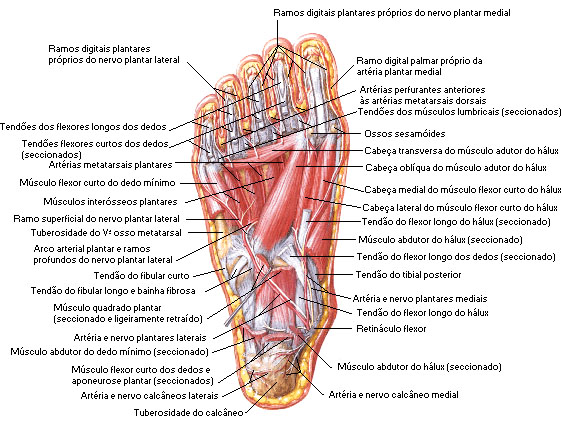 Ramos digitais plantares próprios do nervo plantar medial
Ramos digitais plantares
próprios do nervo plantar lateral
Ramo digital palmar próprio da
artéria plantar medial
Artérias perfurantes anteriores
às artérias metatarsais dorsais
Tendões dos músculos lumbricais (seccionados)
Tendões dos flexores longos dos dedos
Ossos sesamóides
Tendões flexores curtos dos dedos
(seccionados)
Cabeça transversa do músculo adutor do hálux
Artérias metatarsais plantares
Cabeça oblíqua do músculo adutor do hálux
Músculo flexor curto do dedo mínimo
Cabeça medial do músculo flexor curto do hálux
Músculos interósseos plantares
Cabeça lateral do músculo flexor curto do hálux
Ramo superficial do nervo plantar lateral
Tendão do flexor longo do hálux (seccionado)
Tuberosidade do Vº osso metatarsal
Músculo abdutor do hálux (seccionado)
Arco arterial plantar e ramos
profundos do nervo plantar lateral
Tendão do flexor longo dos dedos (seccionado)
Tendão do fibular curto
Tendão do tibial posterior
Tendão do fibular longo e bainha fibrosa
Artéria e nervo plantares mediais
Músculo quadrado plantar
(seccionado e ligeiramente retraído)
Tendão do flexor longo do hálux
Retináculo flexor
Artéria e nervo plantares laterais
Músculo abdutor do dedo mínimo (seccionado)
Músculo abdutor do hálux (seccionado)
Músculo flexor curto dos dedos e
aponeurose plantar (seccionados)
Artéria e nervo calcâneos laterais
Artéria e nervo calcâneo medial
Tuberosidade do calcâneo